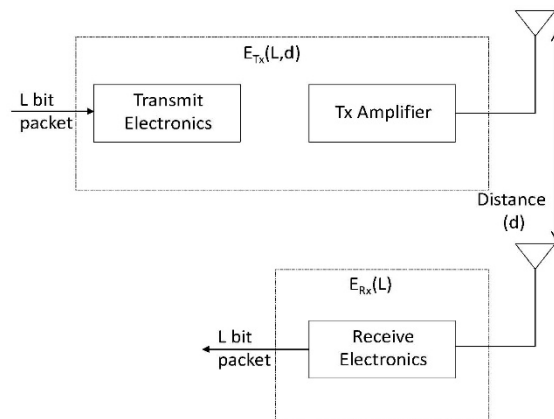 E_Tx(L,d)
L bit
packet
Transmit
Electronics
Tx Amplifier
Distance
(d)
E_Rx(L)
L bit
packet
Receive
Electronics